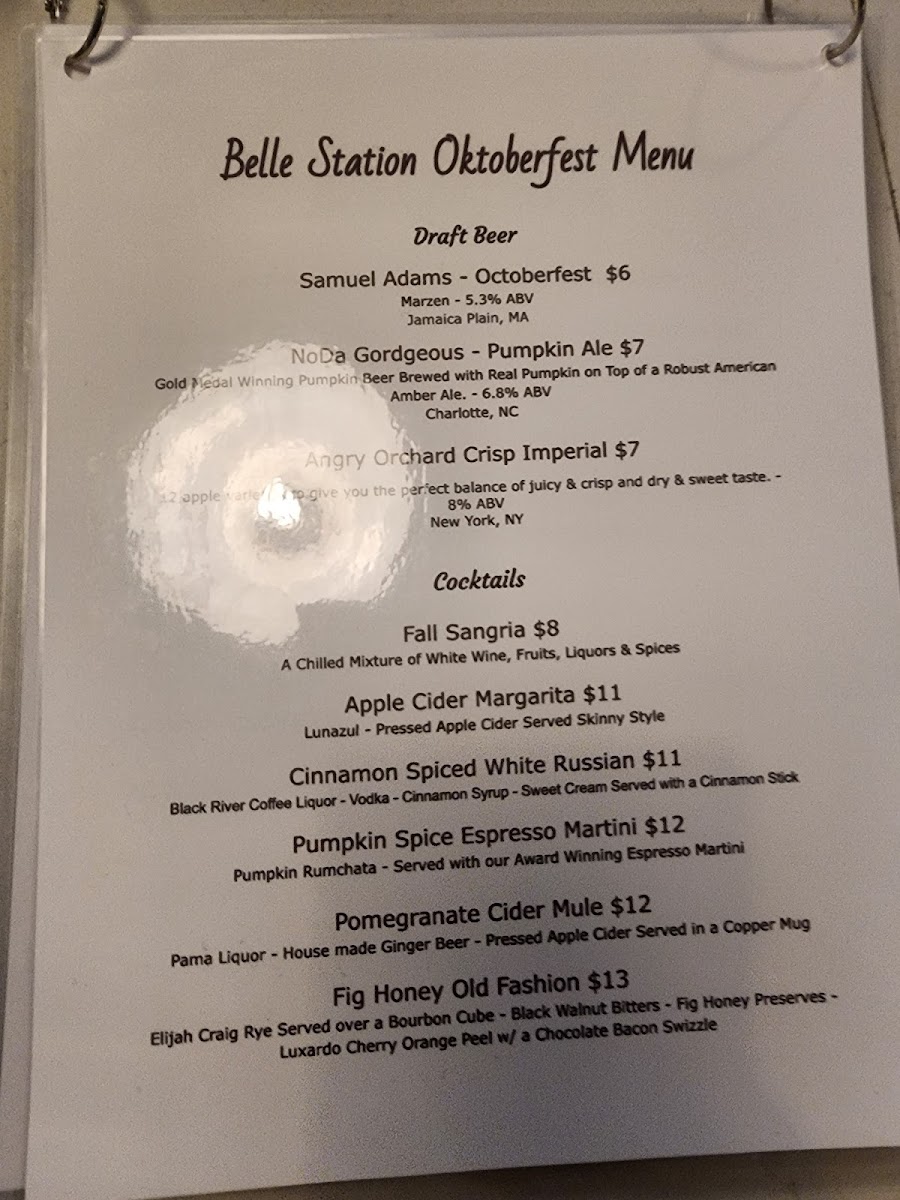 Belle Station Oktoberfest Menu
Draft Beer
Samuel Adams - Octoberfest $6
Marzen - 5.3% ABV
Jamaica Plain, MA
NoDa Gordgeous - Pumpkin Ale $7
Gold Medal Winning Pumpkin Beer Brewed with Real Pumpkin on Top of a Robust American
Amber Ale. - 6.8% ABV
Charlotte, NC
Angry Orchard Crisp Imperial $7
12 apple to give you the perfect balance of juicy & crisp and dry & sweet taste. -
8% ABV
New York, NY
Cocktails
Fall Sangria $8
A Chilled Mixture of White Wine, Fruits, Liquors & Spices
Apple Cider Margarita $11
Lunazul - Pressed Apple Cider Served Skinny Style
Cinnamon Spiced White Russian $11
Black River Coffee Liquor - Vodka - Cinnamon Syrup - Sweet Cream Served with a Cinnamon Stick
Pumpkin Spice Espresso Martini $12
Pumpkin Rumchata - Served with our Award Winning Espresso Martini
Pomegranate Cider Mule $12
Pama Liquor - House made Ginger Beer - Pressed Apple Cider Served in a Copper Mug
Fig Honey Old Fashion $13
Elijah Craig Rye Served over a Bourbon Cube - Black Walnut Bitters - Fig Honey Preserves -
Luxardo Cherry Orange Peel w/ a Chocolate Bacon Swizzle